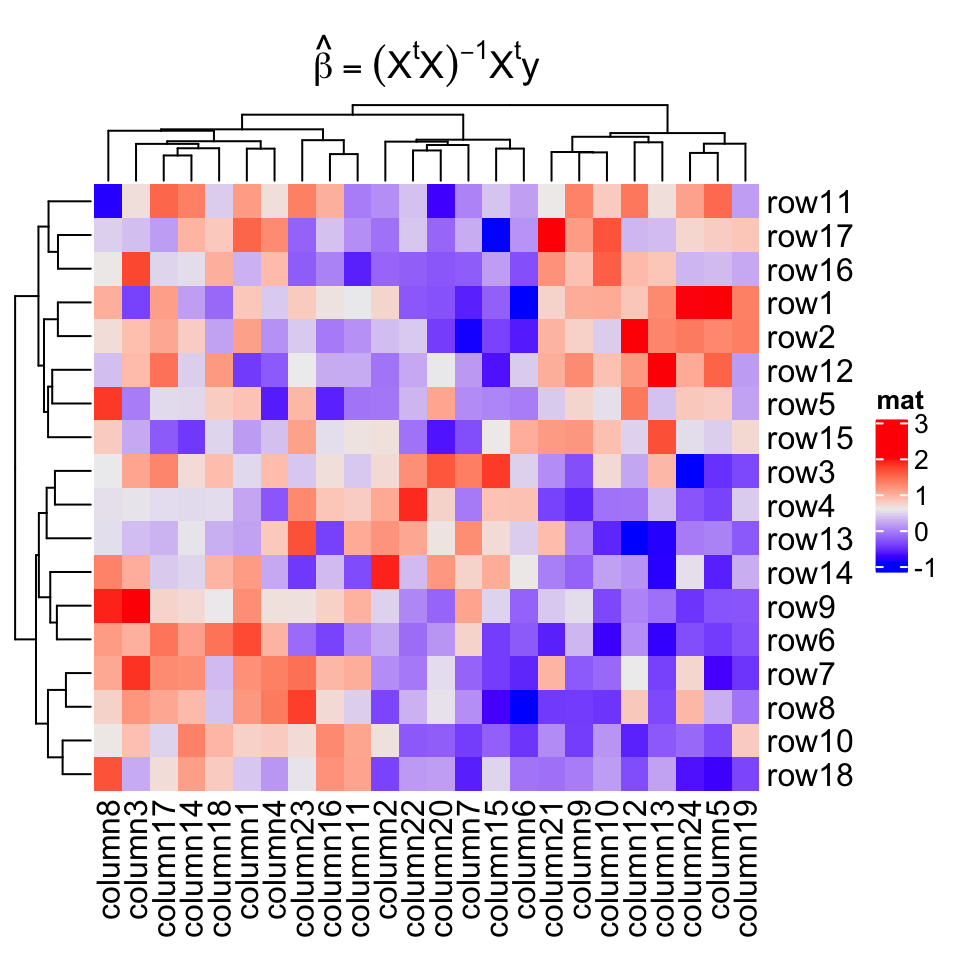 β̂ = (XᵗX)⁻¹Xᵗy
row11
row17
row16
row1
row2
row12
row5
row15
row3
row4
row13
row14
row9
row6
row7
row8
row10
row18
mat
3
2
1
0
-1
column8
column3
column17
column14
column18
column1
column4
column23
column16
column11
column2
column22
column20
column7
column15
column6
column21
column9
column10
column12
column13
column24
column5
column19